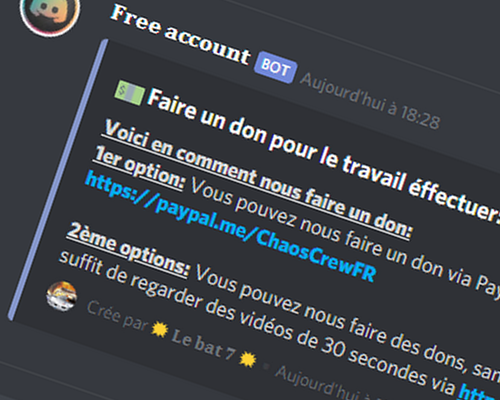 Free account BOT Aujourd'hui à 18:28
Faire un don pour le travail éffectuer:
Voici en comment nous faire un don:
1er option: Vous pouvez nous faire un don via Pay
https://paypal.me/ChaosCrewFR
2ème options: Vous pouvez nous faire des dons, san
suffit de regarder des vidéos de 30 secondes via http
Crée par Le bat 7 • Aujourd'hui à